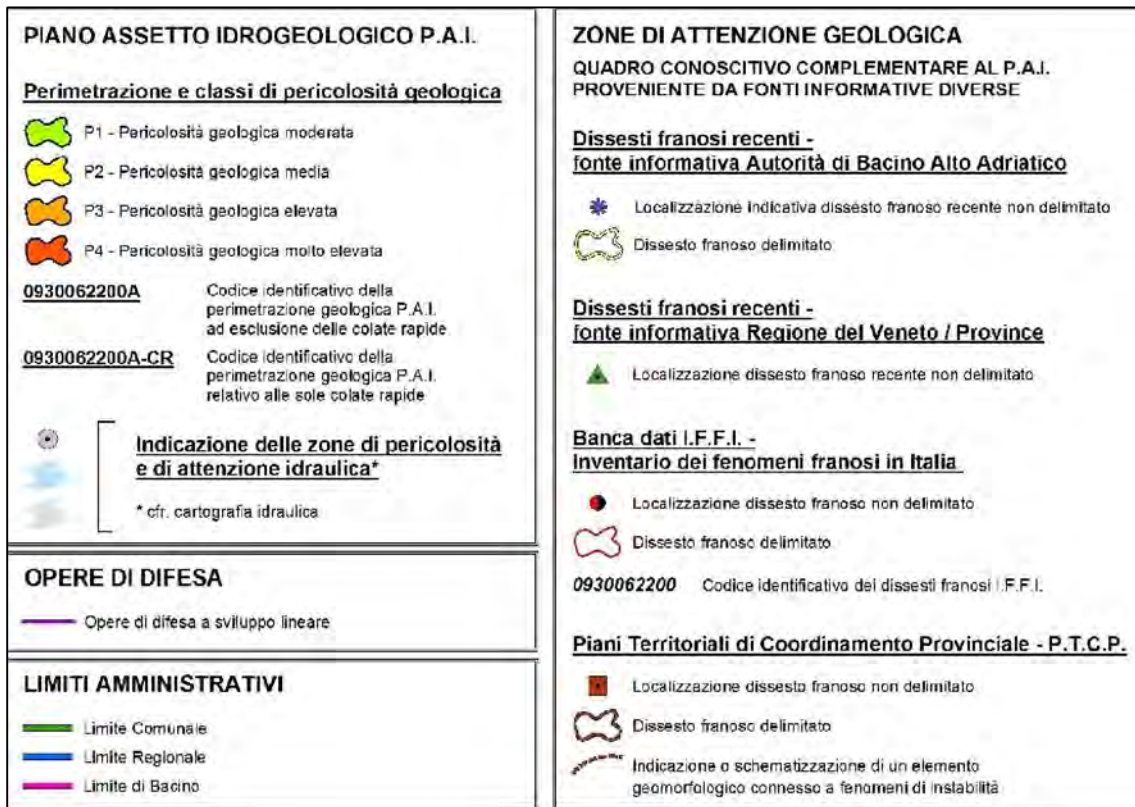 PIANO ASSETTO IDROGEOLOGICO P.A.I.
Perimetrazione e classi di pericolosità geologica
P1 - Pericolosità geologica moderata
P2 - Pericolosità geologica media
P3 - Pericolosità geologica elevata
P4 - Pericolosità geologica molto elevata
0930062200A
Codice identificativo della
perimetrazione geologica P.A.I.
ad esclusione delle colate rapide
0930062200A-CR
Codice identificativo della
perimetrazione geologica P.A.I.
relativo alle sole colate rapide
Indicazione delle zone di pericolosità
e di attenzione idraulica*
* cfr. cartografia idraulica
OPERE DI DIFESA
Opere di difesa a sviluppo lineare
LIMITI AMMINISTRATIVI
Limite Comunale
Limite Regionale
Limite di Bacino
ZONE DI ATTENZIONE GEOLOGICA
QUADRO CONOSCITIVO COMPLEMENTARE AL P.A.I.
PROVENIENTE DA FONTI INFORMATIVE DIVERSE
Dissesti franosi recenti -
fonte informativa Autorità di Bacino Alto Adriatico
Localizzazione indicativa dissesto franoso recente non delimitato
Dissesto franoso delimitato
Dissesti franosi recenti -
fonte informativa Regione del Veneto / Province
Localizzazione dissesto franoso recente non delimitato
Banca dati I.F.F.I. -
Inventario dei fenomeni franosi in Italia
Localizzazione dissesto franoso non delimitato
Dissesto franoso delimitato
0930062200 Codice identificativo dei dissesti franosi I.F.F.I.
Piani Territoriali di Coordinamento Provinciale - P.T.C.P.
Localizzazione dissesto franoso non delimitato
Dissesto franoso delimitato
Indicazione o schematizzazione di un elemento
geomorfologico connesso a fenomeni di instabilità